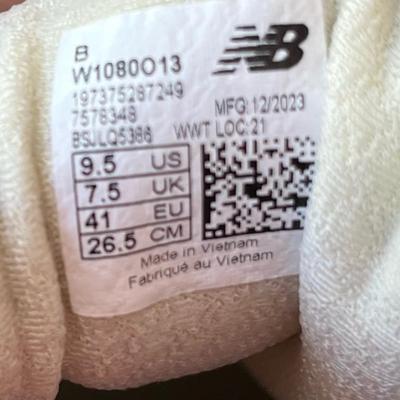 B
W1080O13
197375287249
7578348 MFG:12/2023
BSJLQ5386 WWT LOC:21
9.5 US
7.5 UK
41 EU
26.5 CM
Made in Vietnam
Fabriqué au Vietnam